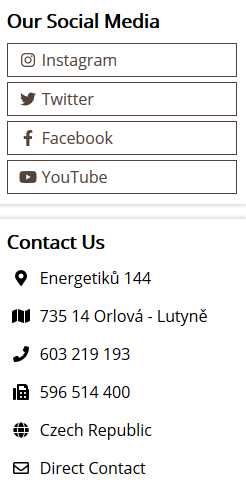 Our Social Media
Instagram
Twitter
Facebook
YouTube
Contact Us
Energetiků 144
735 14 Orlová - Lutyně
603 219 193
596 514 400
Czech Republic
Direct Contact